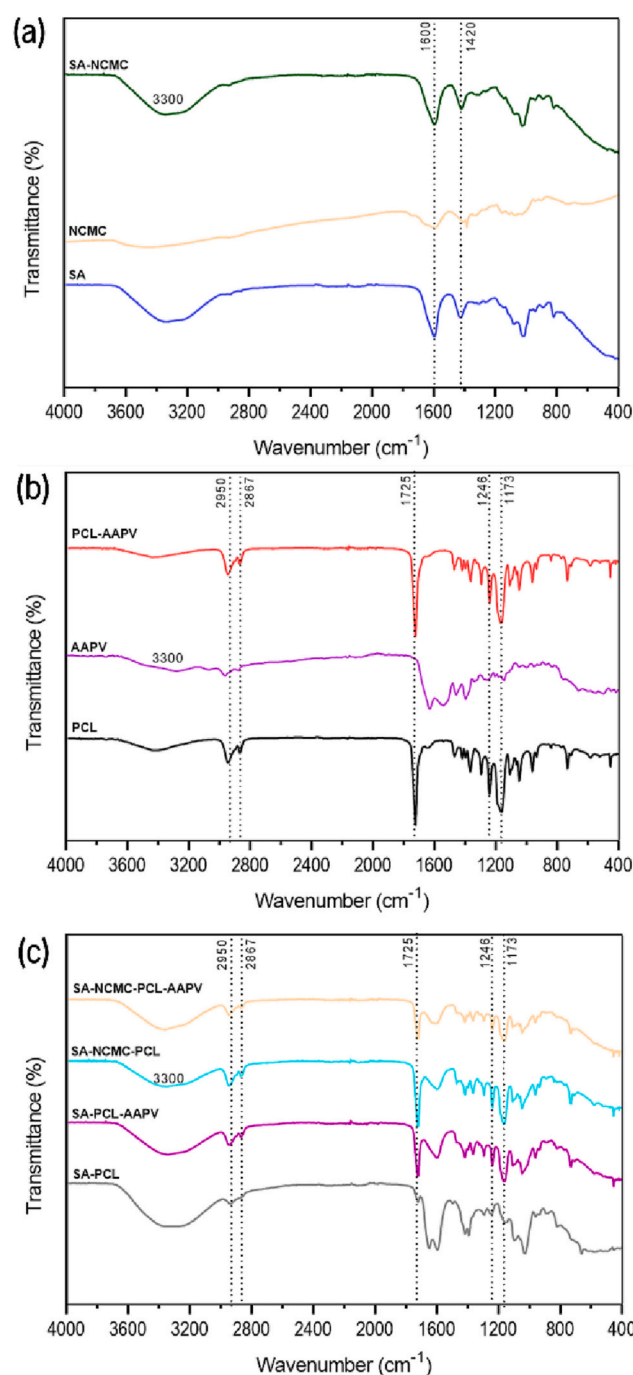 (a)
1600
1420
SA-NCMC
3300
NCMC
SA
Transmittance (%)
4000 3600 3200 2800 2400 2000 1600 1200 800 400
Wavenumber (cm⁻¹)
(b)
2950
2867
1725
1246
1173
PCL-AAPV
AAPV
3300
PCL
Transmittance (%)
4000 3600 3200 2800 2400 2000 1600 1200 800 400
Wavenumber (cm⁻¹)
(c)
2950
2867
1725
1246
1173
SA-NCMC-PCL-AAPV
SA-NCMC-PCL
3300
SA-PCL-AAPV
SA-PCL
Transmittance (%)
4000 3600 3200 2800 2400 2000 1600 1200 800 400
Wavenumber (cm⁻¹)